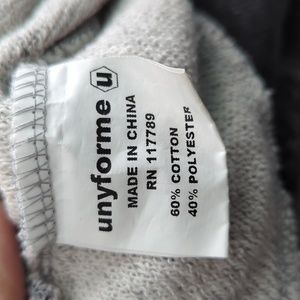 unyforme u
MADE IN CHINA
RN 117789
60% COTTON
40% POLYESTER